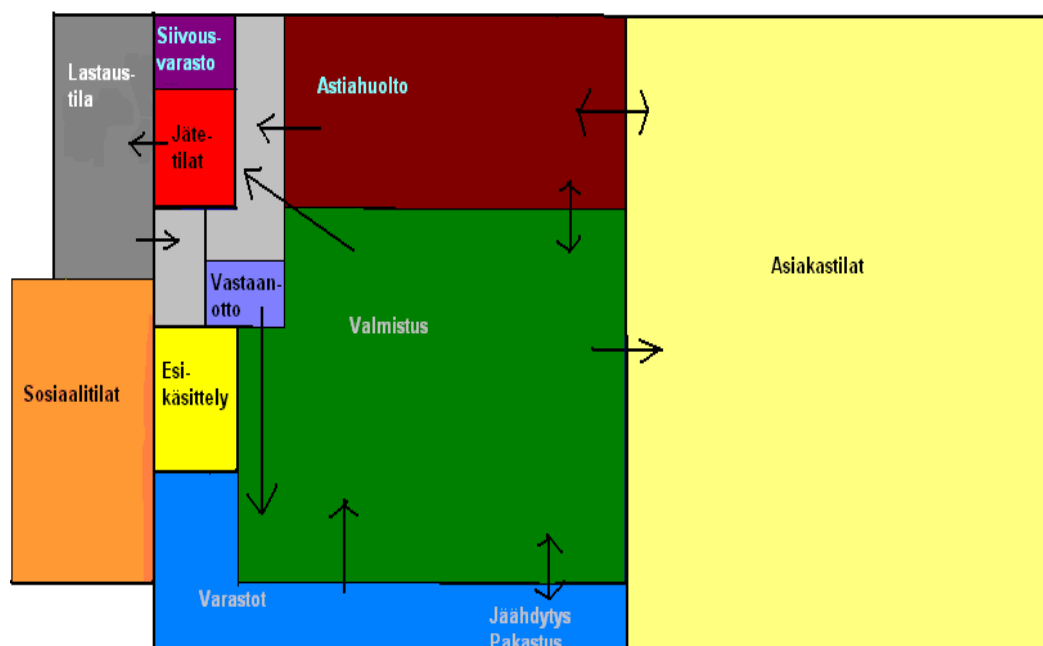 Siivous-
varasto
Lastaus-
tila
Astiahuolto
Jäte-
tilat
Asiakastilat
Vastaan-
otto
Valmistus
Esi-
käsittely
Sosiaalitilat
Varastot
Jäähdytys
Pakastus